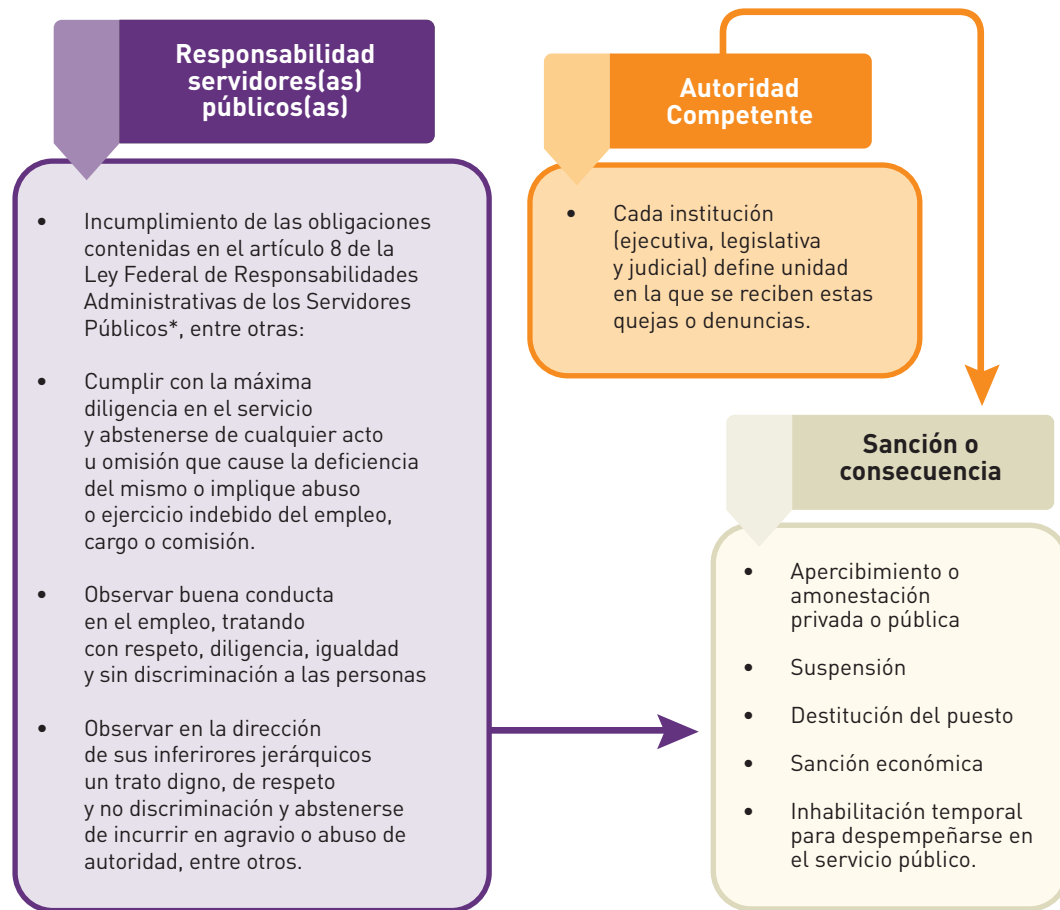 Responsabilidad
servidores(as)
públicos(as)
• Incumplimiento de las obligaciones
contenidas en el artículo 8 de la
Ley Federal de Responsabilidades
Administrativas de los Servidores
Públicos*, entre otras:
• Cumplir con la máxima
diligencia en el servicio
y abstenerse de cualquier acto
u omisión que cause la deficiencia
del mismo o implique abuso
o ejercicio indebido del empleo,
cargo o comisión.
• Observar buena conducta
en el empleo, tratando
con respeto, diligencia, igualdad
y sin discriminación a las personas
• Observar en la dirección
de sus inferirores jerárquicos
un trato digno, de respeto
y no discriminación y abstenerse
de incurrir en agravio o abuso de
autoridad, entre otros.
Autoridad
Competente
• Cada institución
(ejecutiva, legislativa
y judicial) define unidad
en la que se reciben estas
quejas o denuncias.
Sanción o
consecuencia
• Apercibimiento o
amonestación
privada o pública
• Suspensión
• Destitución del puesto
• Sanción económica
• Inhabilitación temporal
para despempeñarse en
el servicio público.